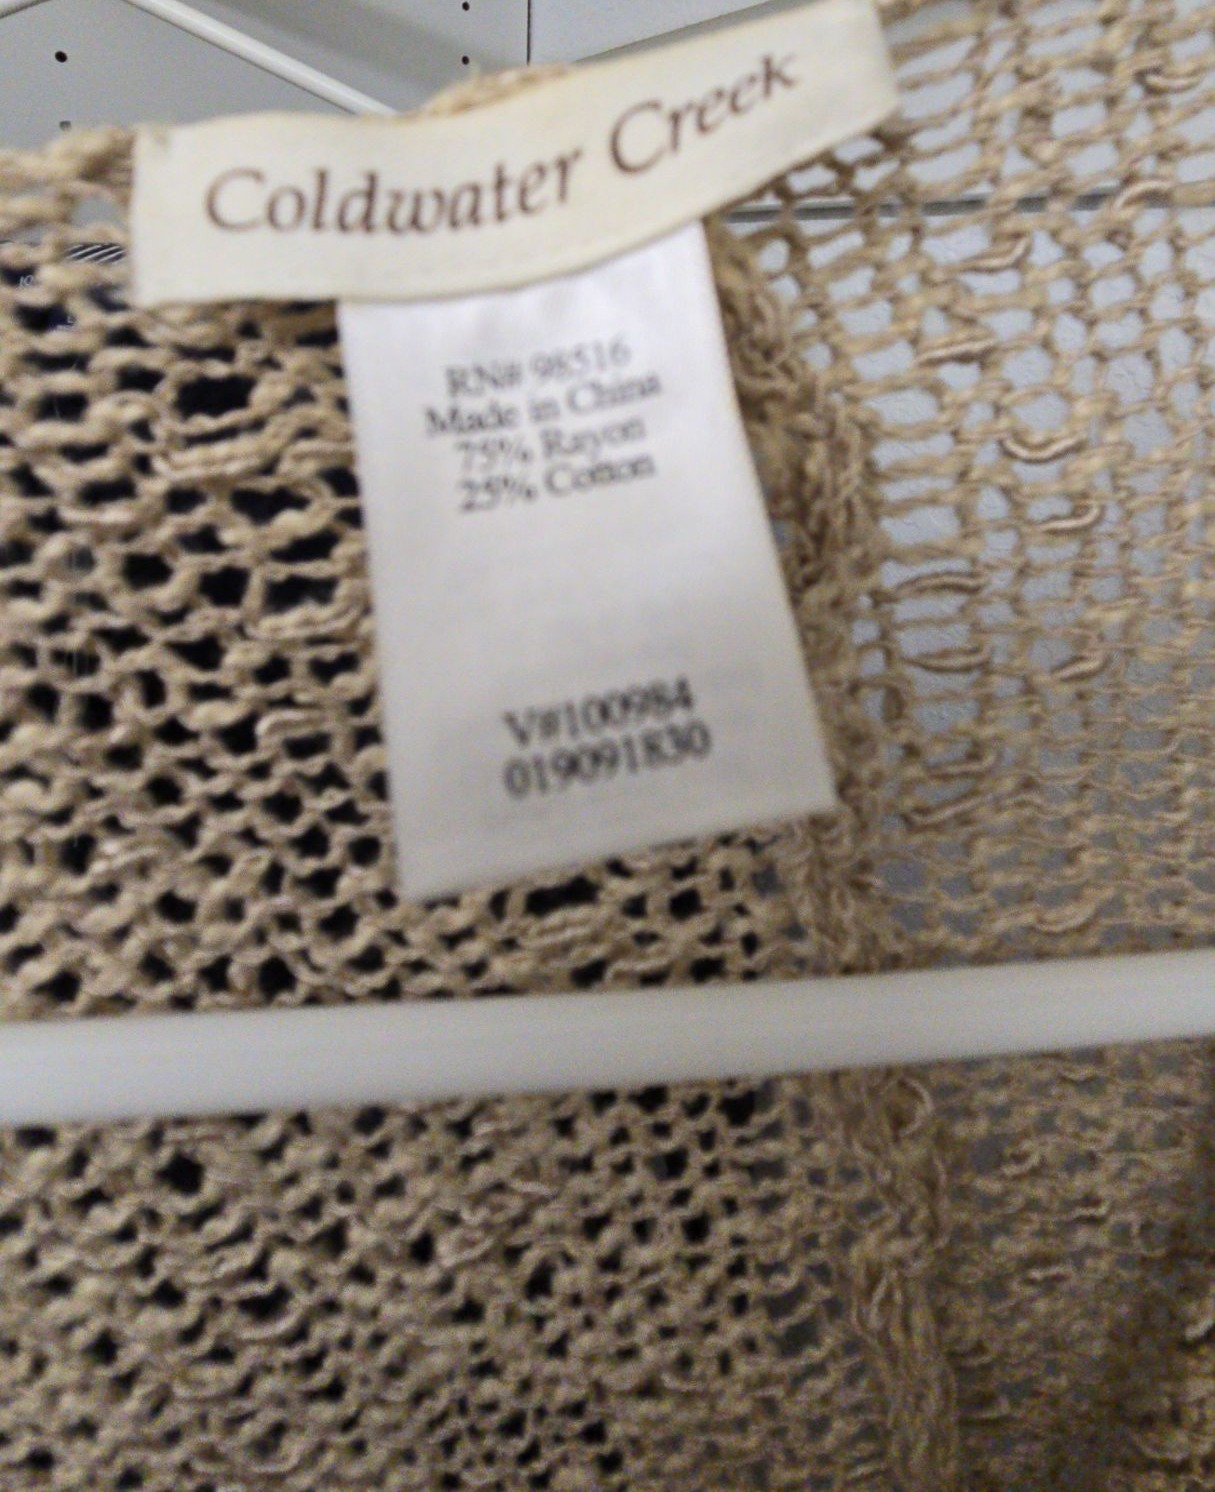 Coldwater Creek
RN# 98516
Made in China
75% Rayon
25% Cotton
V#100984
019091830